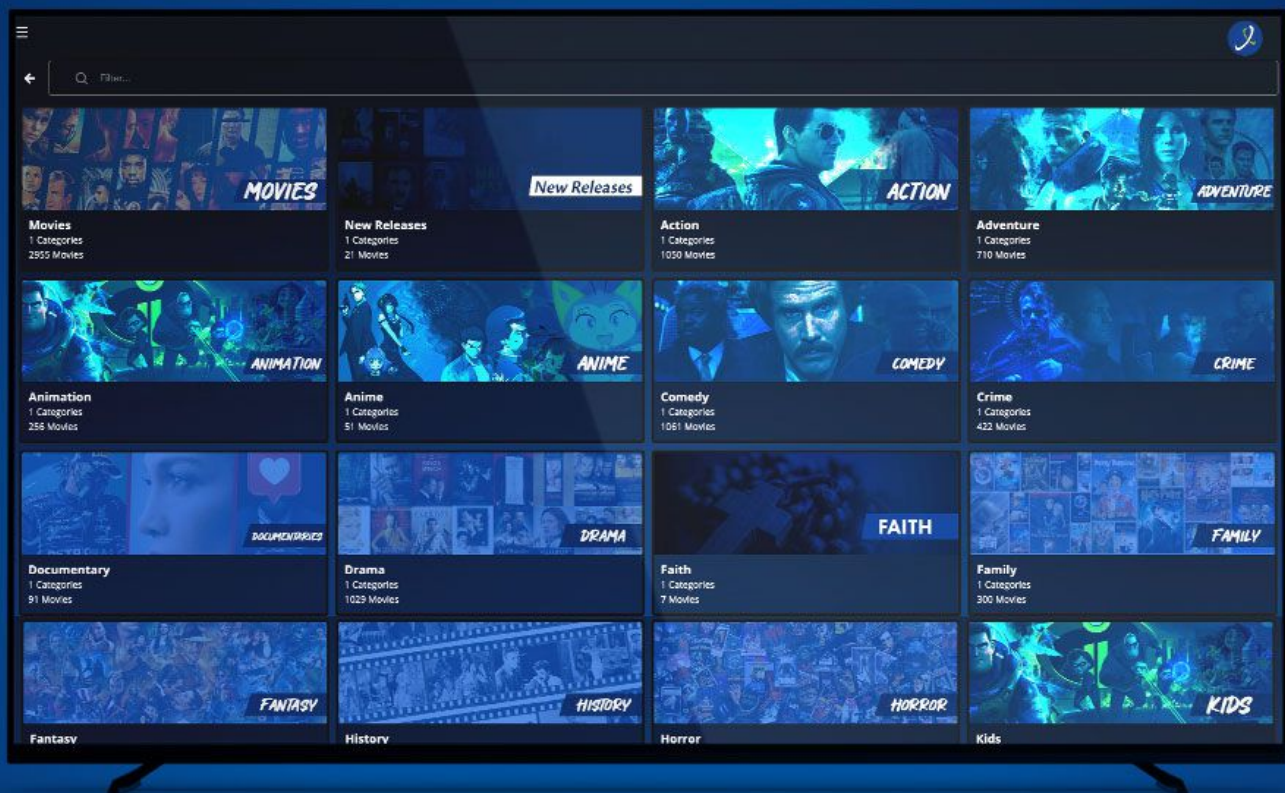 Filter...
MOVIES
New Releases
ACTION
ADVENTURE
Movies
1 Categories
2955 Movies
New Releases
1 Categories
21 Movies
Action
1 Categories
1050 Movies
Adventure
1 Categories
710 Movies
ANIMATION
ANIME
COMEDY
CRIME
Animation
1 Categories
256 Movies
Anime
1 Categories
51 Movies
Comedy
1 Categories
1061 Movies
Crime
1 Categories
422 Movies
DOCUMENTARIES
DRAMA
FAITH
FAMILY
Documentary
1 Categories
91 Movies
Drama
1 Categories
1029 Movies
Faith
1 Categories
7 Movies
Family
1 Categories
300 Movies
FANTASY
HISTORY
HORROR
KIDS
Fantasy
History
Horror
Kids